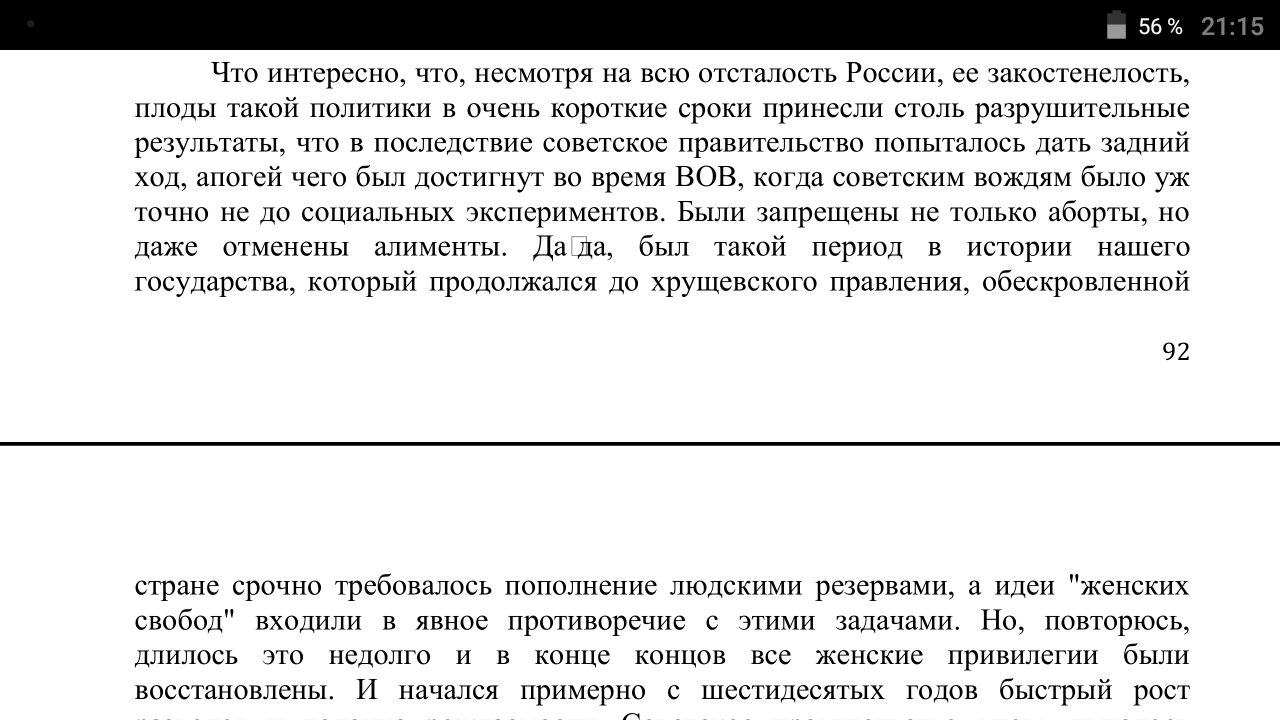 56 % 21:15
Что интересно, что, несмотря на всю отсталость России, ее закостенелость,
плоды такой политики в очень короткие сроки принесли столь разрушительные
результаты, что в последствие советское правительство попыталось дать задний
ход, апогей чего был достигнут во время ВОВ, когда советским вождям было уж
точно не до социальных экспериментов. Были запрещены не только аборты, но
даже отменены алименты. Да□да, был такой период в истории нашего
государства, который продолжался до хрущевского правления, обескровленной
92
стране срочно требовалось пополнение людскими резервами, а идеи "женских
свобод" входили в явное противоречие с этими задачами. Но, повторюсь,
длилось это недолго и в конце концов все женские привилегии были
восстановлены. И начался примерно с шестидесятых годов быстрый рост